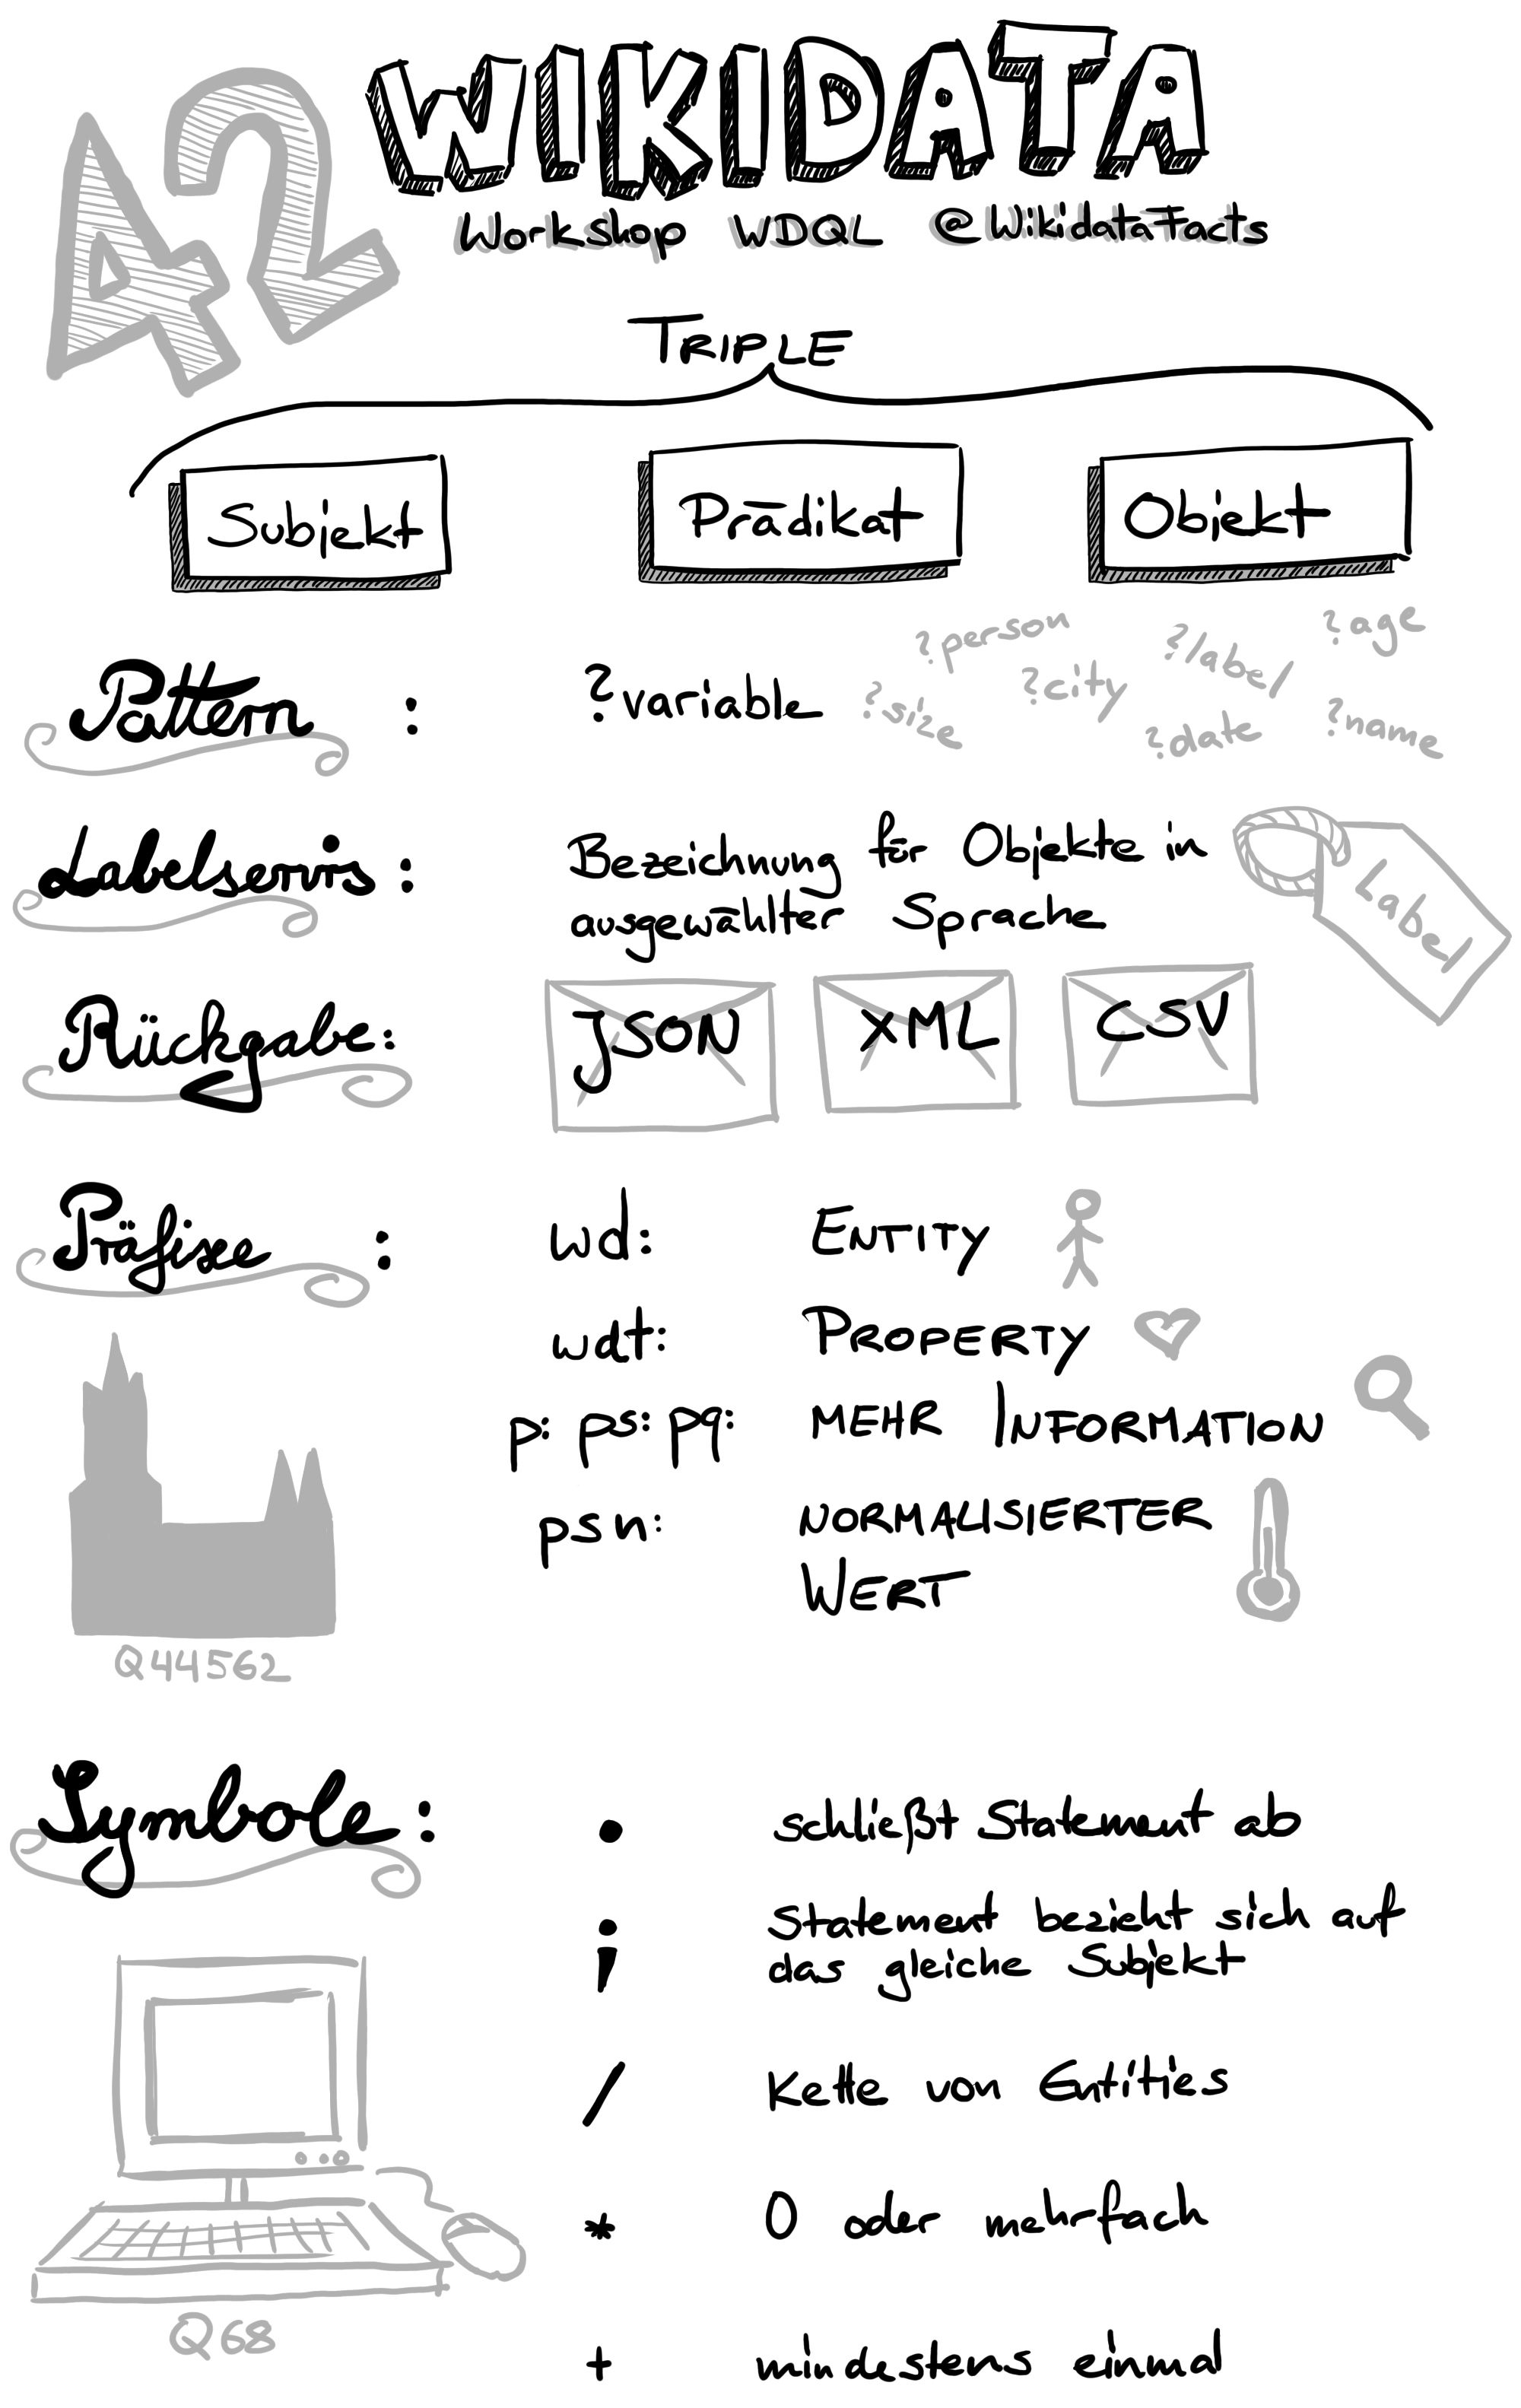 42
WIKIDATA
Workshop WDQL @WikidataFacts
TRIPLE
Subjekt Prädikat Objekt
Pattern : ?variable
?person ?label ?age
?size ?city ?date ?name
Labelservis: Bezeichnung für Objekte in
ausgewählter Sprache
Label
Rückgabe: JSON XML CSV
Präfixe : wd: ENTITY
wdt: PROPERTY
p: ps: pq: MEHR INFORMATION
psn: NORMALISIERTER
WERT
Q44562
Symbole: . schließt Statement ab
; Statement bezieht sich auf
das gleiche Subjekt
/ Kette von Entities
* 0 oder mehrfach
+ mindestens einmal
Q68